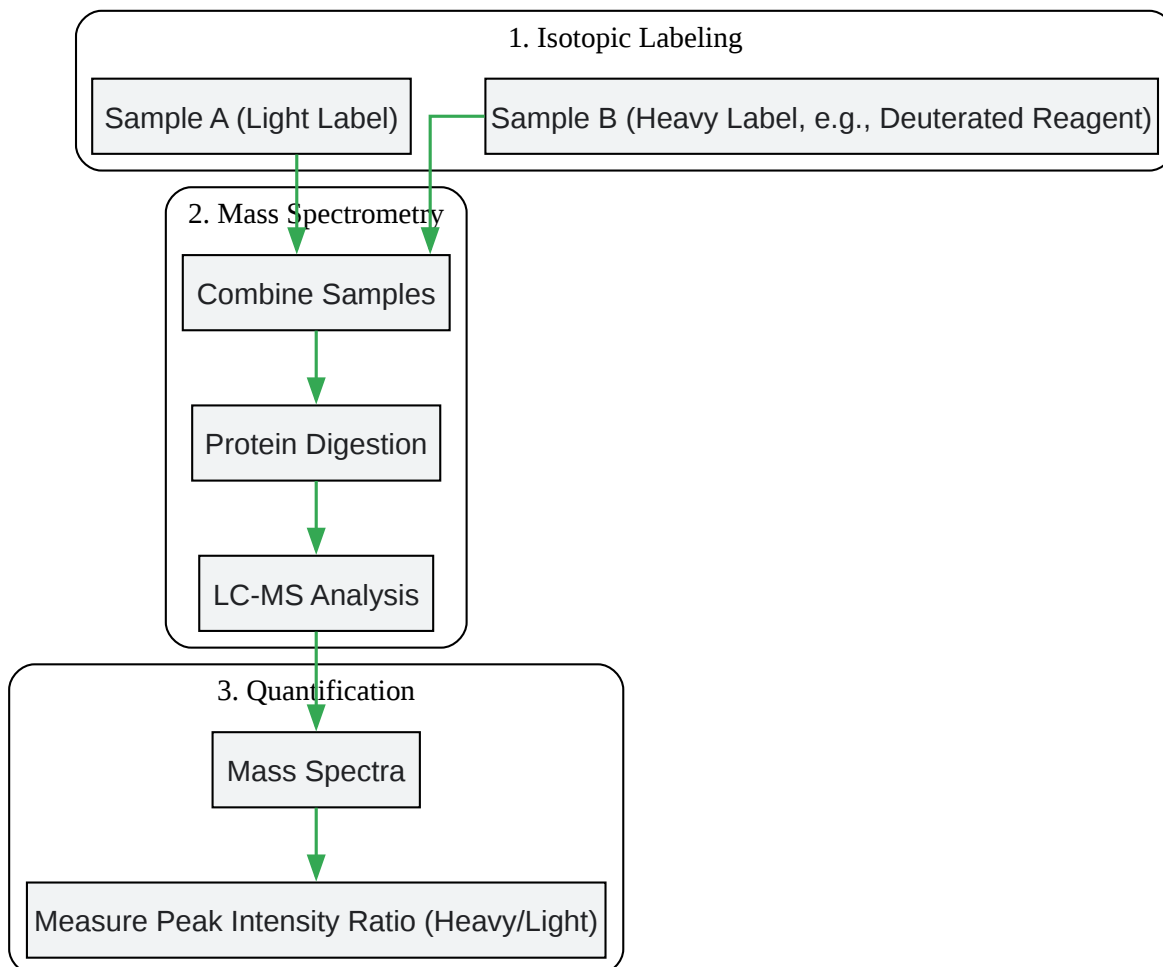 1. Isotopic Labeling
Sample A (Light Label)
Sample B (Heavy Label, e.g., Deuterated Reagent)
2. Mass Spectrometry
Combine Samples
Protein Digestion
LC-MS Analysis
3. Quantification
Mass Spectra
Measure Peak Intensity Ratio (Heavy/Light)